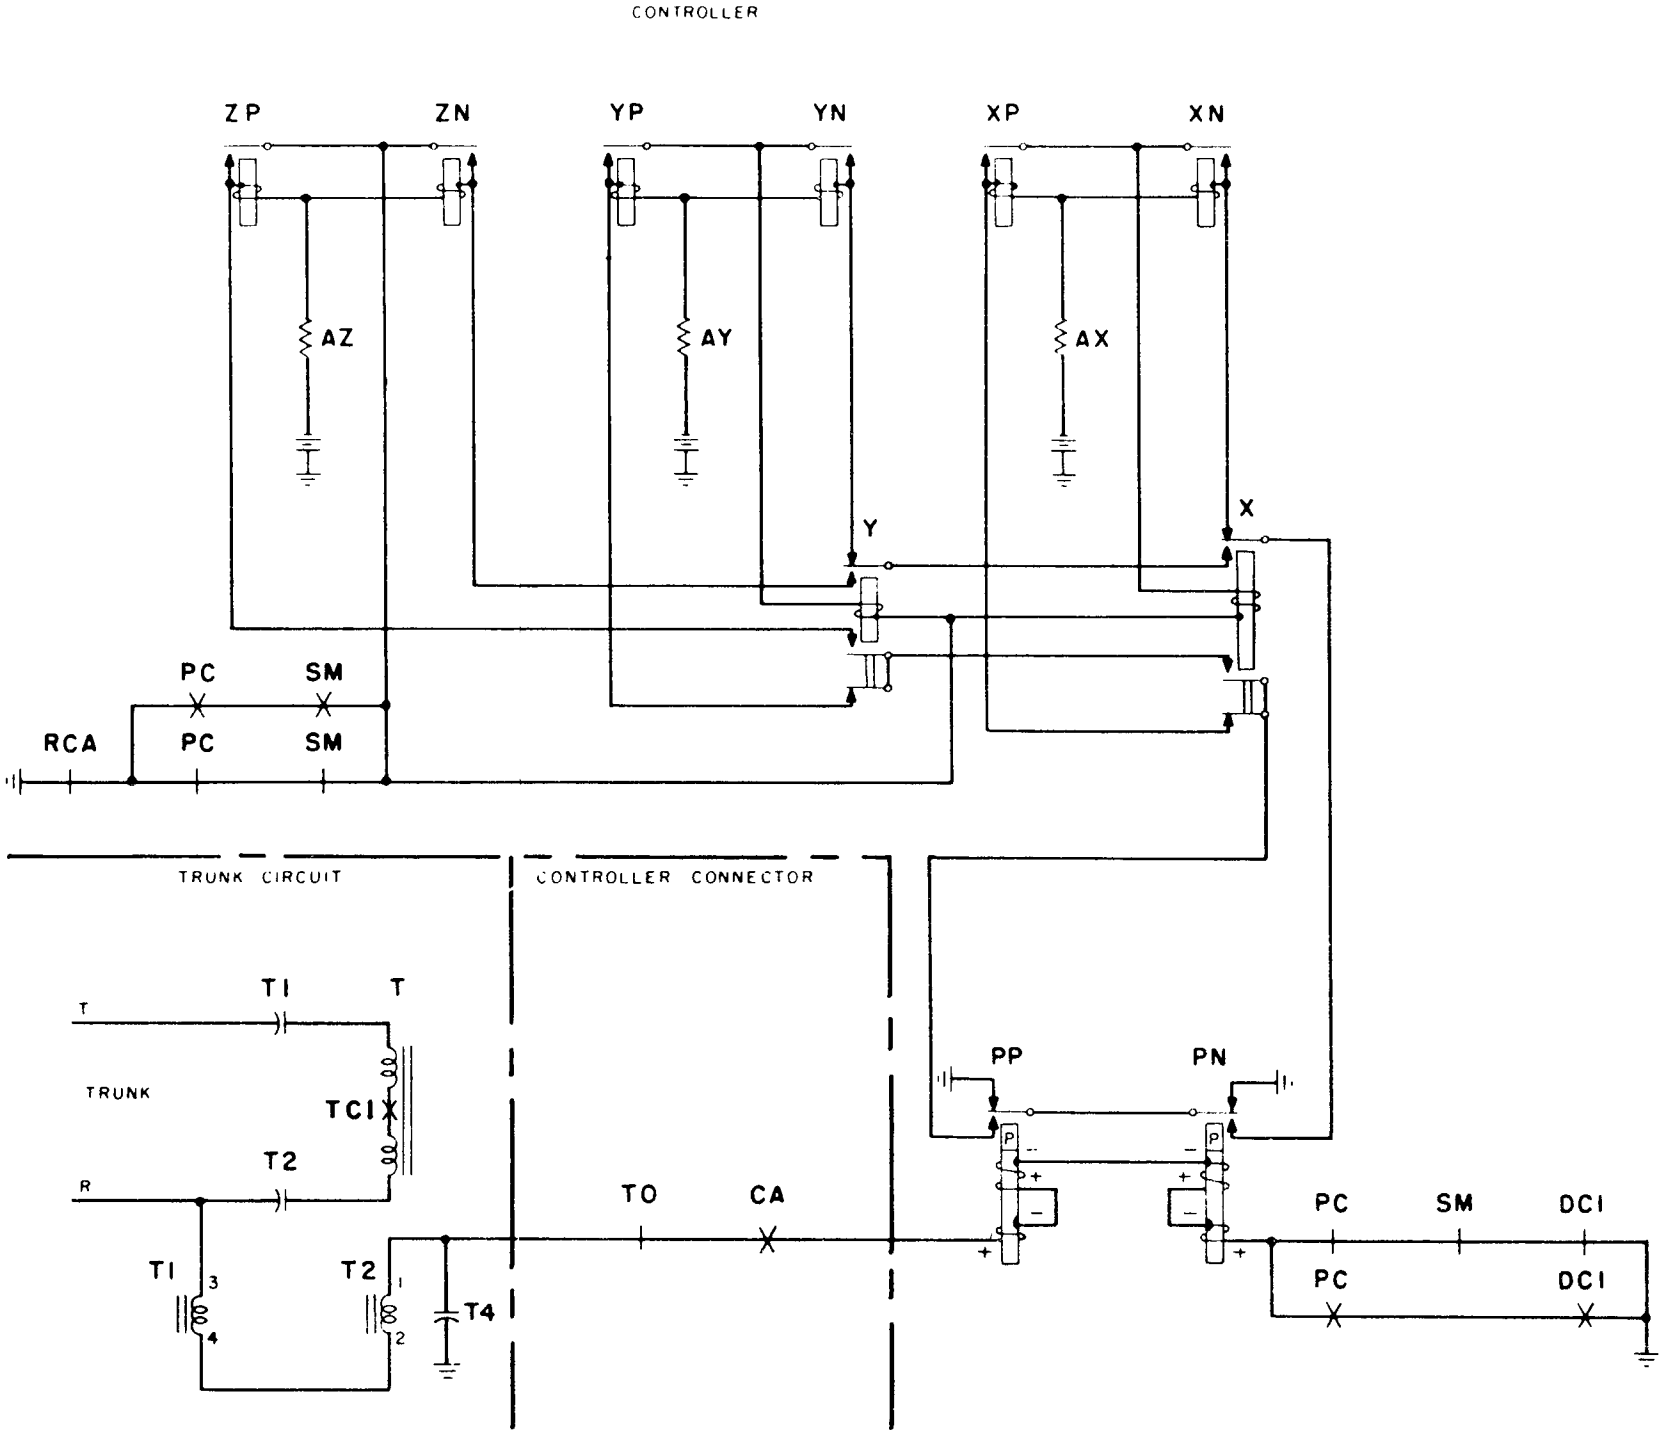 CONTROLLER
ZP ZN YP YN XP XN
AZ AY AX
X
Y
PC SM
RCA PC SM
TRUNK CIRCUIT CONTROLLER CONNECTOR
T1 T
T
PP PN
TRUNK
TC1
P P
- -
T2
+ +
R
TO CA
- -
PC SM DC1
+ +
T1 3 T2 1
PC DC1
T4
4 2